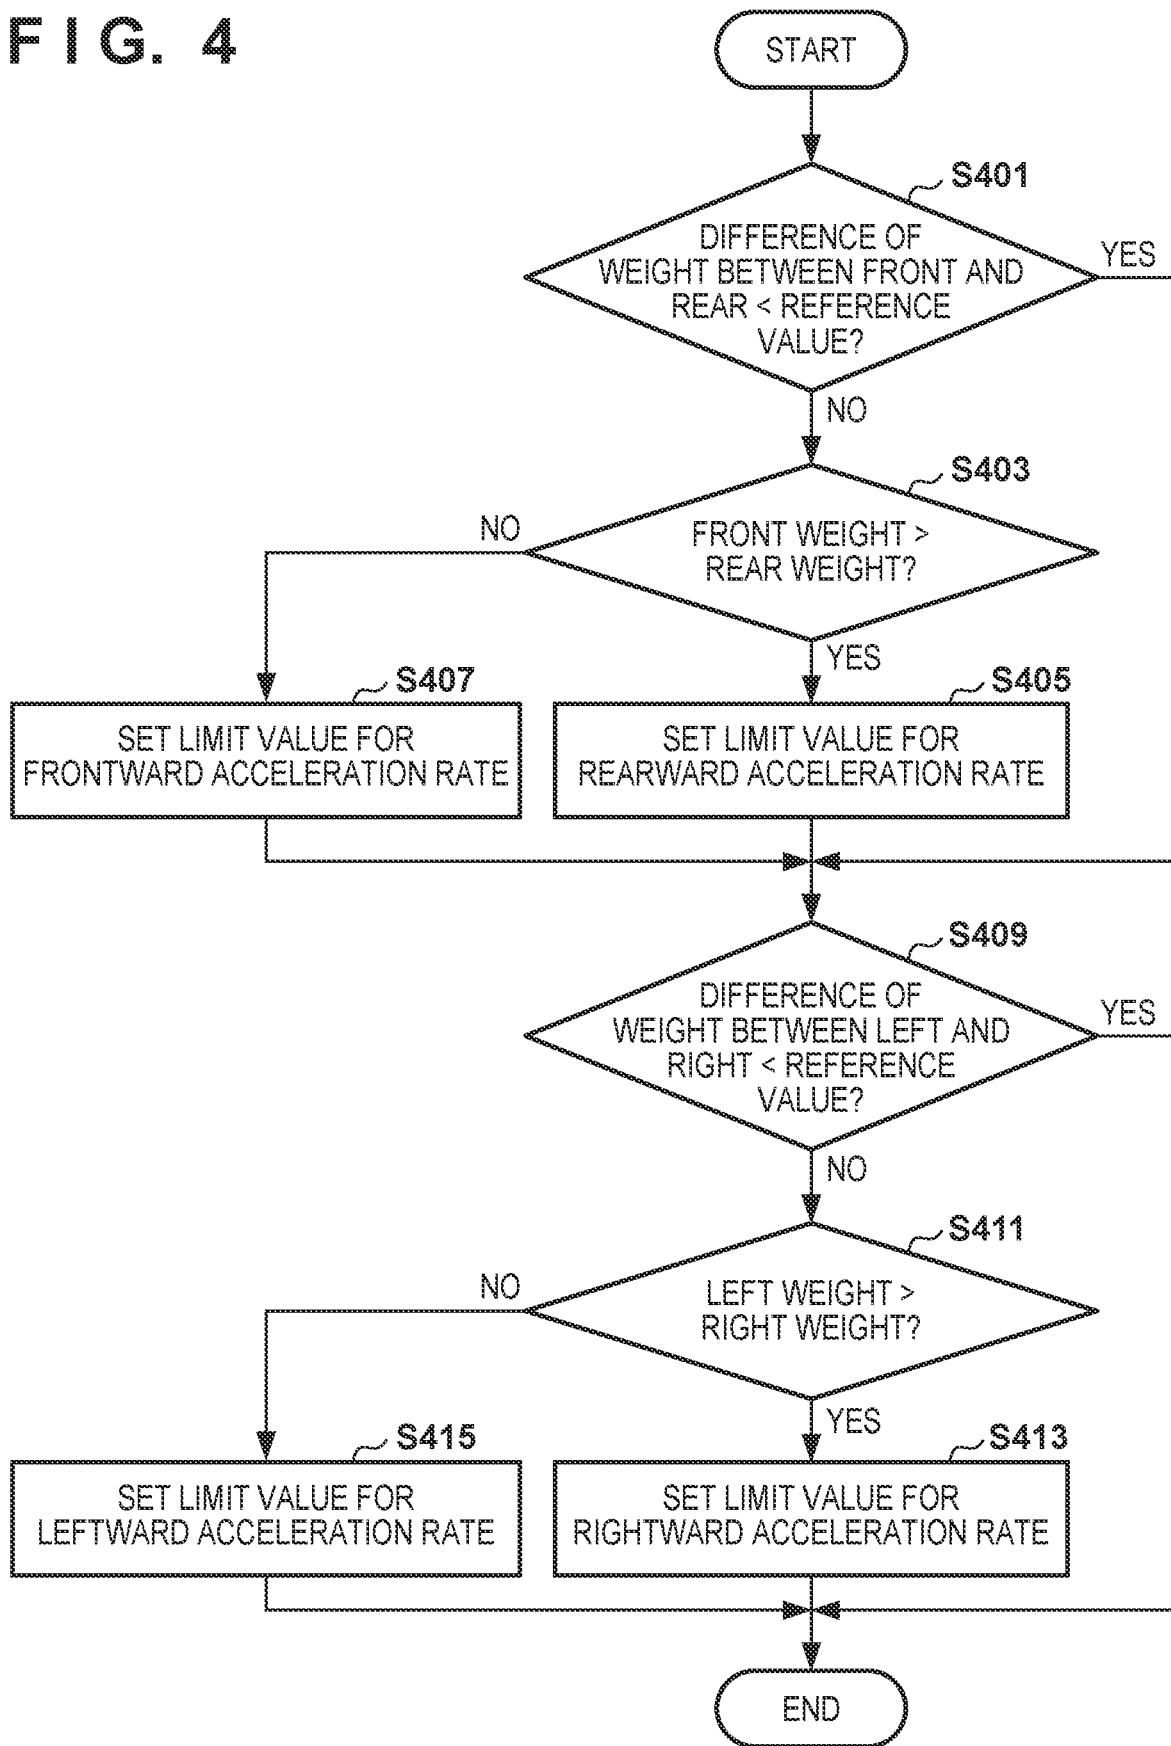 FIG. 4
START
S401
DIFFERENCE OF
WEIGHT BETWEEN FRONT AND
REAR < REFERENCE
VALUE?
YES
NO
S403
FRONT WEIGHT >
REAR WEIGHT?
NO
YES
S407
SET LIMIT VALUE FOR
FRONTWARD ACCELERATION RATE
S405
SET LIMIT VALUE FOR
REARWARD ACCELERATION RATE
S409
DIFFERENCE OF
WEIGHT BETWEEN LEFT AND
RIGHT < REFERENCE
VALUE?
YES
NO
S411
LEFT WEIGHT >
RIGHT WEIGHT?
NO
YES
S415
SET LIMIT VALUE FOR
LEFTWARD ACCELERATION RATE
S413
SET LIMIT VALUE FOR
RIGHTWARD ACCELERATION RATE
END